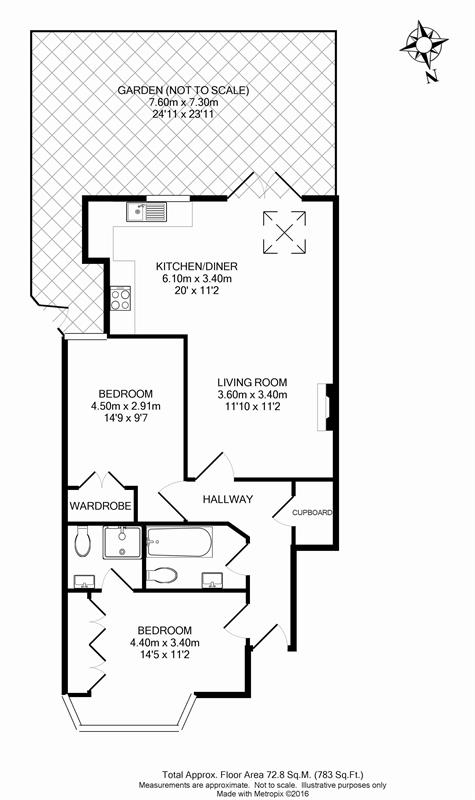 N
GARDEN (NOT TO SCALE)
7.60m x 7.30m
24'11 x 23'11
KITCHEN/DINER
6.10m x 3.40m
20' x 11'2
LIVING ROOM
3.60m x 3.40m
11'10 x 11'2
BEDROOM
4.50m x 2.91m
14'9 x 9'7
WARDROBE
HALLWAY
CUPBOARD
BEDROOM
4.40m x 3.40m
14'5 x 11'2
Total Approx. Floor Area 72.8 Sq.M. (783 Sq.Ft.)
Measurements are approximate. Not to scale. Illustrative purposes only
Made with Metropix ©2016